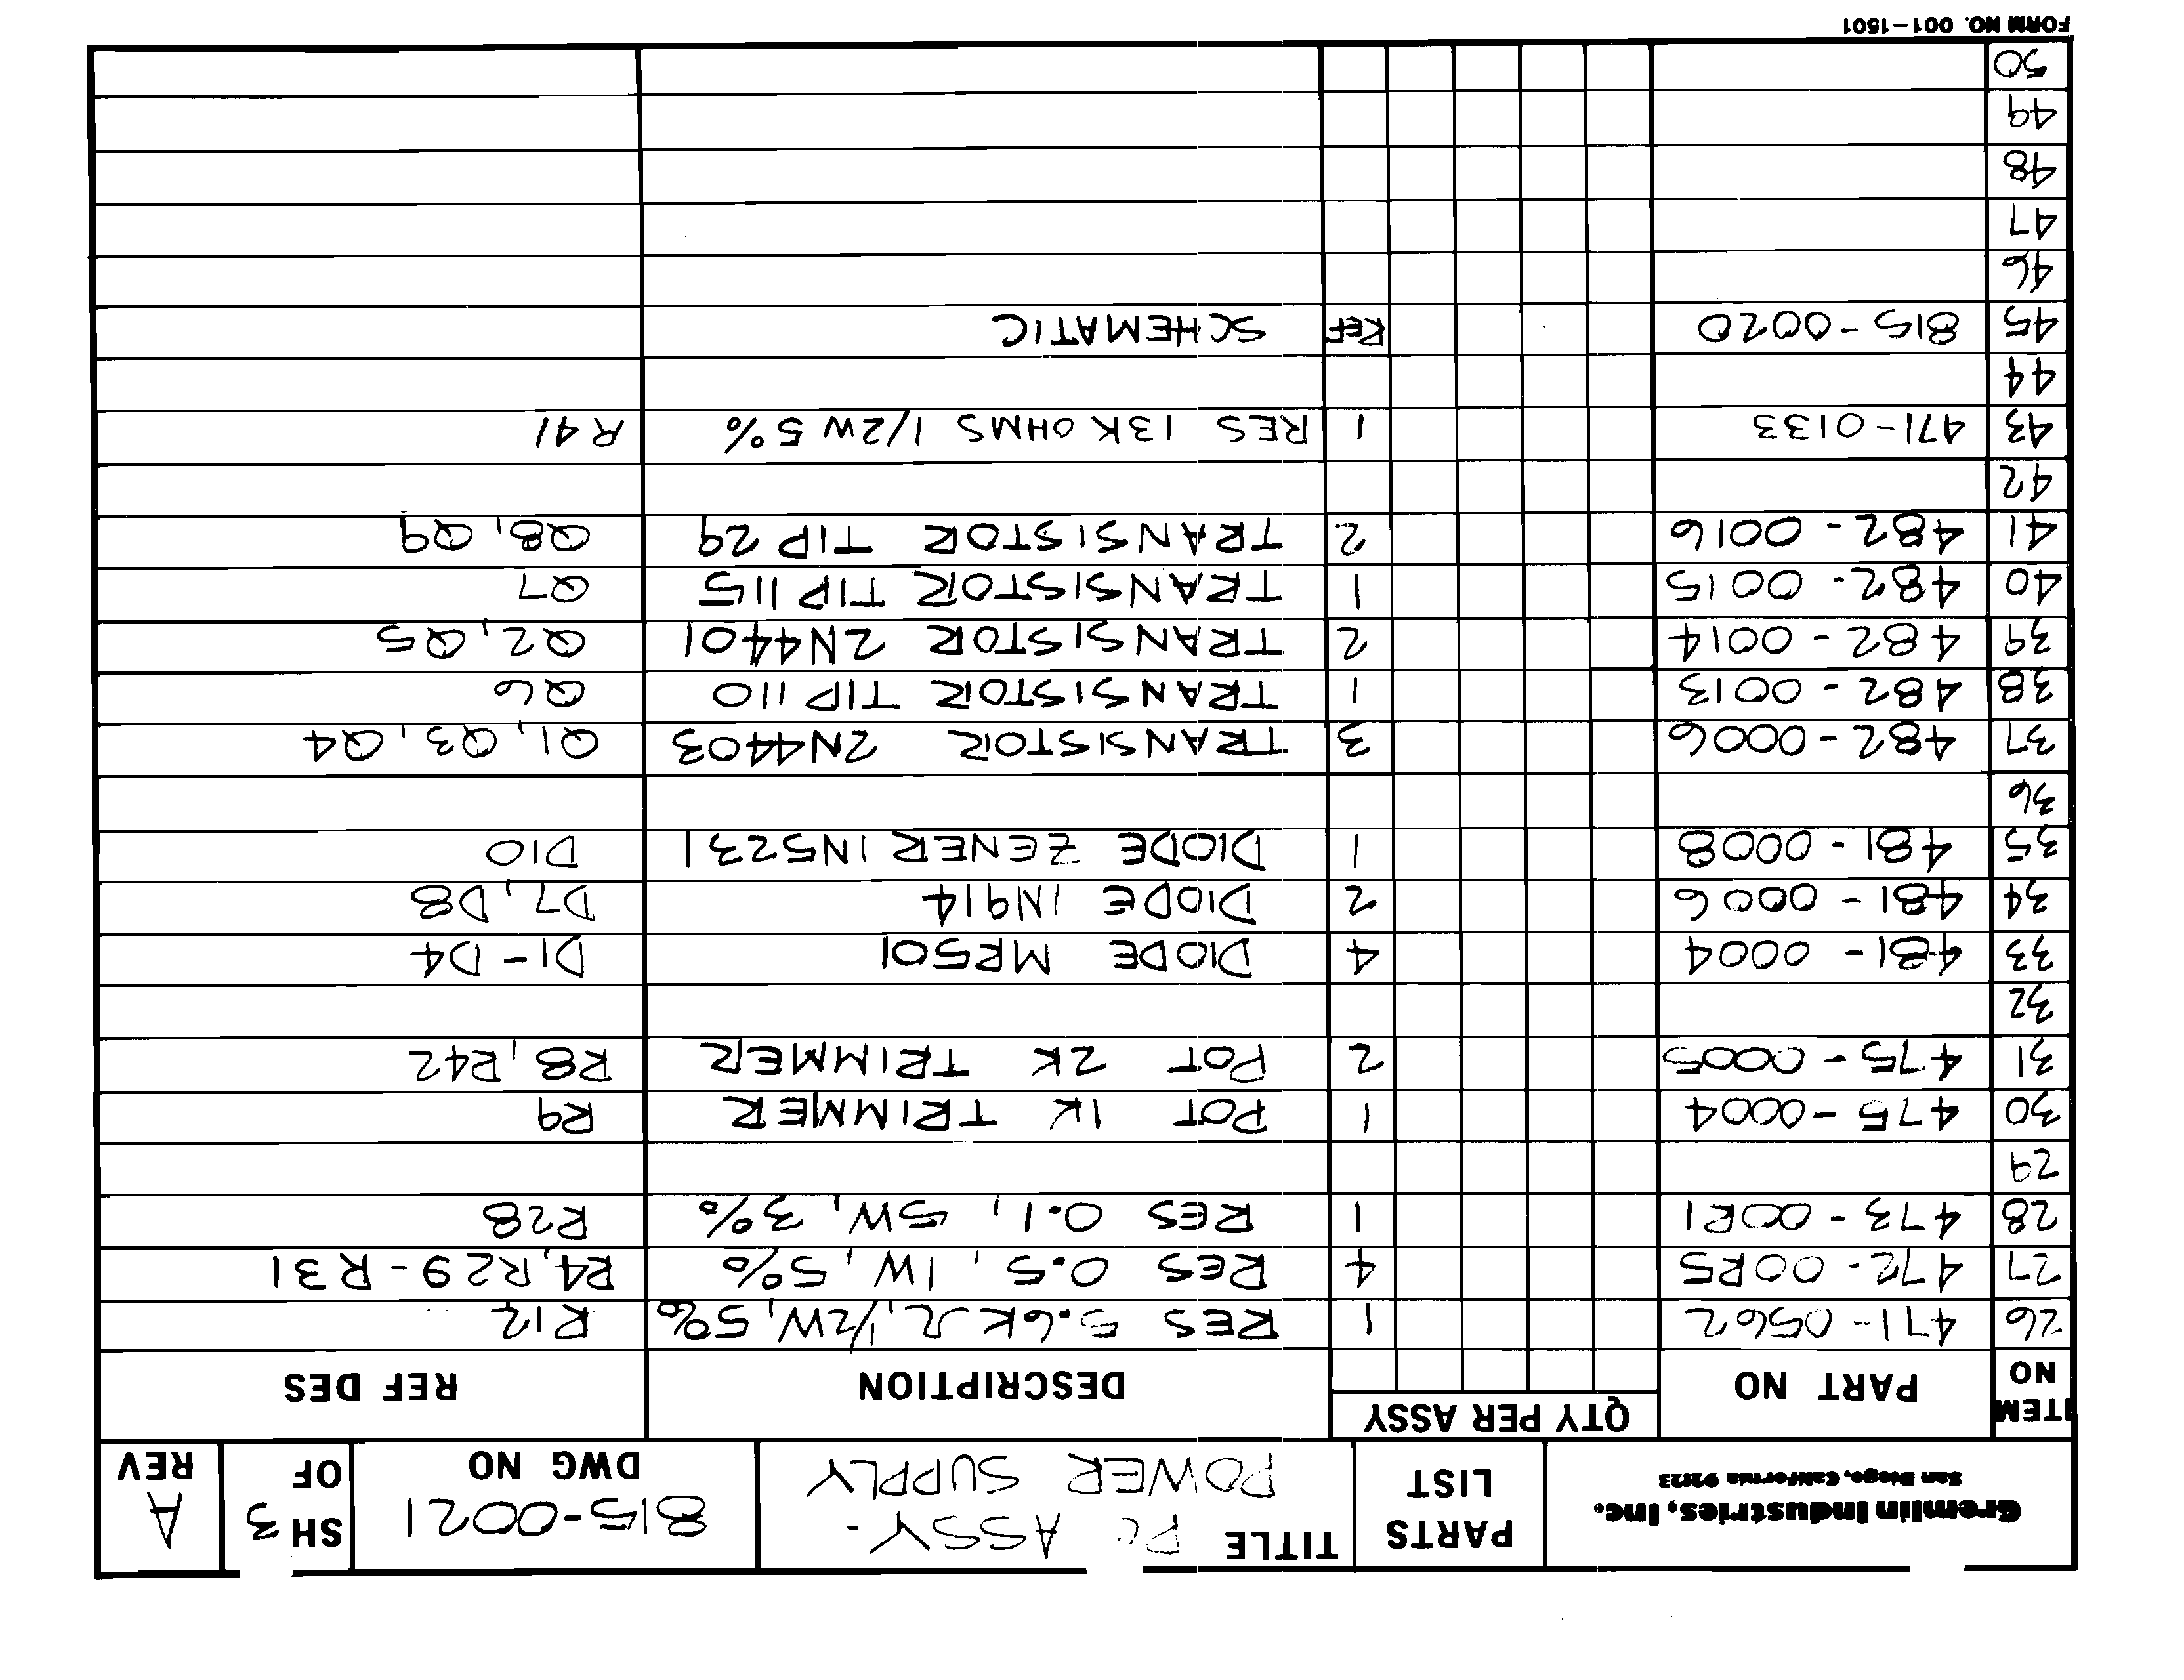 Gremlin Industries, Inc.
San Diego, California 92123
PARTS LIST
TITLE PC ASSY - POWER SUPPLY
815-0021
DWG NO
SH 3 OF
A
REV
ITEM NO PART NO QTY PER ASSY DESCRIPTION REF DES
26 471-0562 1 RES 5.6K Ω, 1/2W, 5% R12
27 472-00R5 4 RES 0.5, 1W, 5% R4, R29-R31
28 473-00R1 1 RES 0.1, 5W, 3% R28
29
30 475-0004 1 POT 1K TRIMMER R9
31 475-0005 2 POT 2K TRIMMER R8, R42
32
33 481-0004 4 DIODE MR501 D1-D4
34 481-0006 2 DIODE 1N914 D7, D8
35 481-0008 1 DIODE ZENER 1N5231 D10
36
37 482-0006 3 TRANSISTOR 2N4403 Q1, Q3, Q4
38 482-0013 1 TRANSISTOR TIP 110 Q6
39 482-0014 2 TRANSISTOR 2N4401 Q2, Q5
40 482-0015 1 TRANSISTOR TIP 115 Q7
41 482-0016 2 TRANSISTOR TIP 29 Q8, Q9
42
43 471-0133 1 RES 13K OHMS 1/2W 5% R41
44
45 815-0020 REF SCHEMATIC
46
47
48
49
50
FORM NO. 001-1501